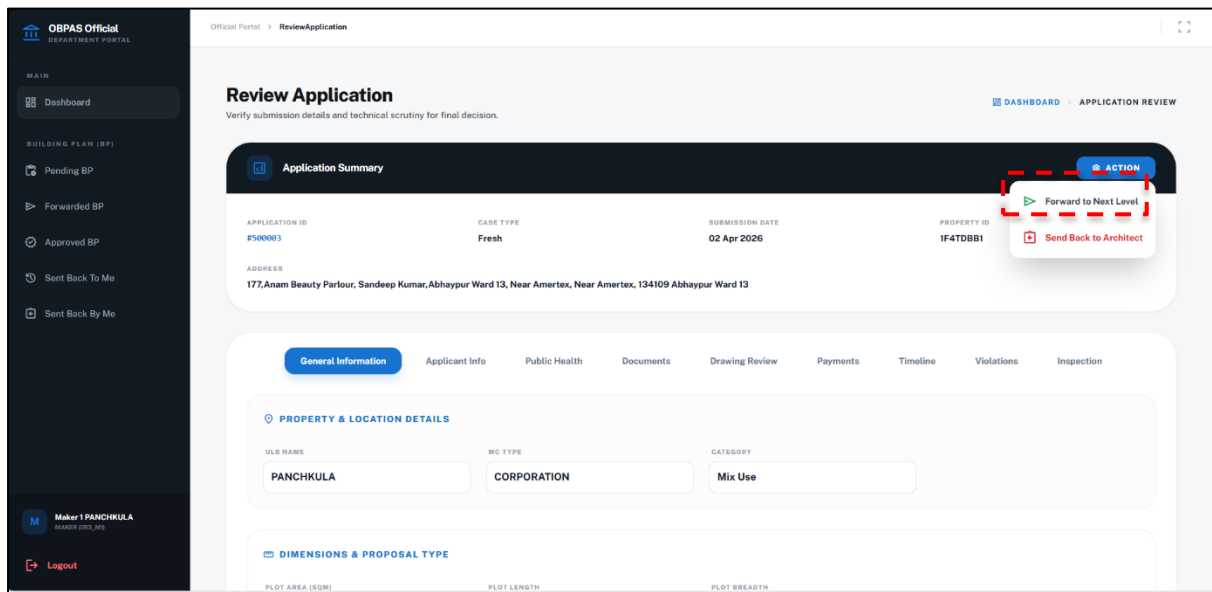 OBPAS Official
DEPARTMENT PORTAL
Official Portal > ReviewApplication
MAIN
Dashboard
BUILDING PLAN (BP)
Pending BP
Forwarded BP
Approved BP
Sent Back To Me
Sent Back By Me
M
Maker 1 PANCHKULA
MAKER (053_M1)
Logout
Review Application
Verify submission details and technical scrutiny for final decision.
DASHBOARD > APPLICATION REVIEW
Application Summary
ACTION
Forward to Next Level
Send Back to Architect
APPLICATION ID CASE TYPE SUBMISSION DATE PROPERTY ID
#500003 Fresh 02 Apr 2026 1F4TDBB1
ADDRESS
177,Anam Beauty Parlour, Sandeep Kumar,Abhaypur Ward 13, Near Amertex, Near Amertex, 134109 Abhaypur Ward 13
General Information Applicant Info Public Health Documents Drawing Review Payments Timeline Violations Inspection
PROPERTY & LOCATION DETAILS
ULB NAME MC TYPE CATEGORY
PANCHKULA CORPORATION Mix Use
DIMENSIONS & PROPOSAL TYPE
PLOT AREA (SQM) PLOT LENGTH PLOT BREADTH